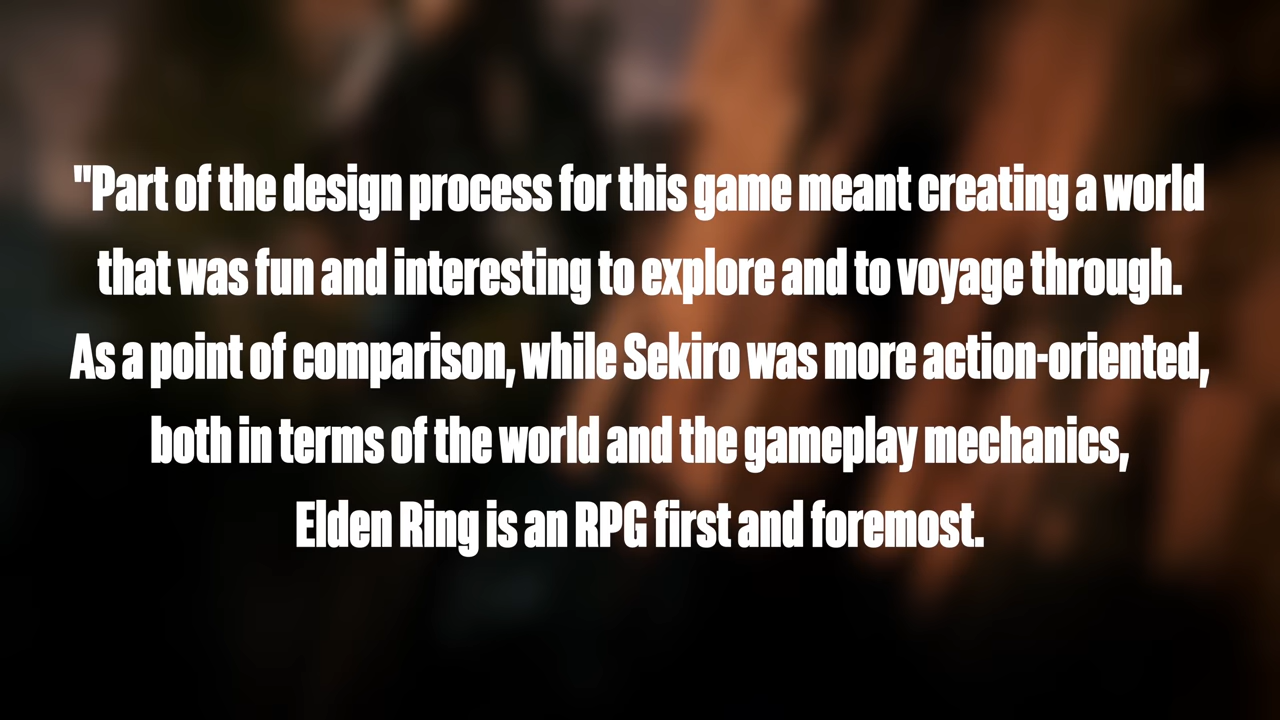 "Part of the design process for this game meant creating a world
that was fun and interesting to explore and to voyage through.
As a point of comparison, while Sekiro was more action-oriented,
both in terms of the world and the gameplay mechanics,
Elden Ring is an RPG first and foremost.